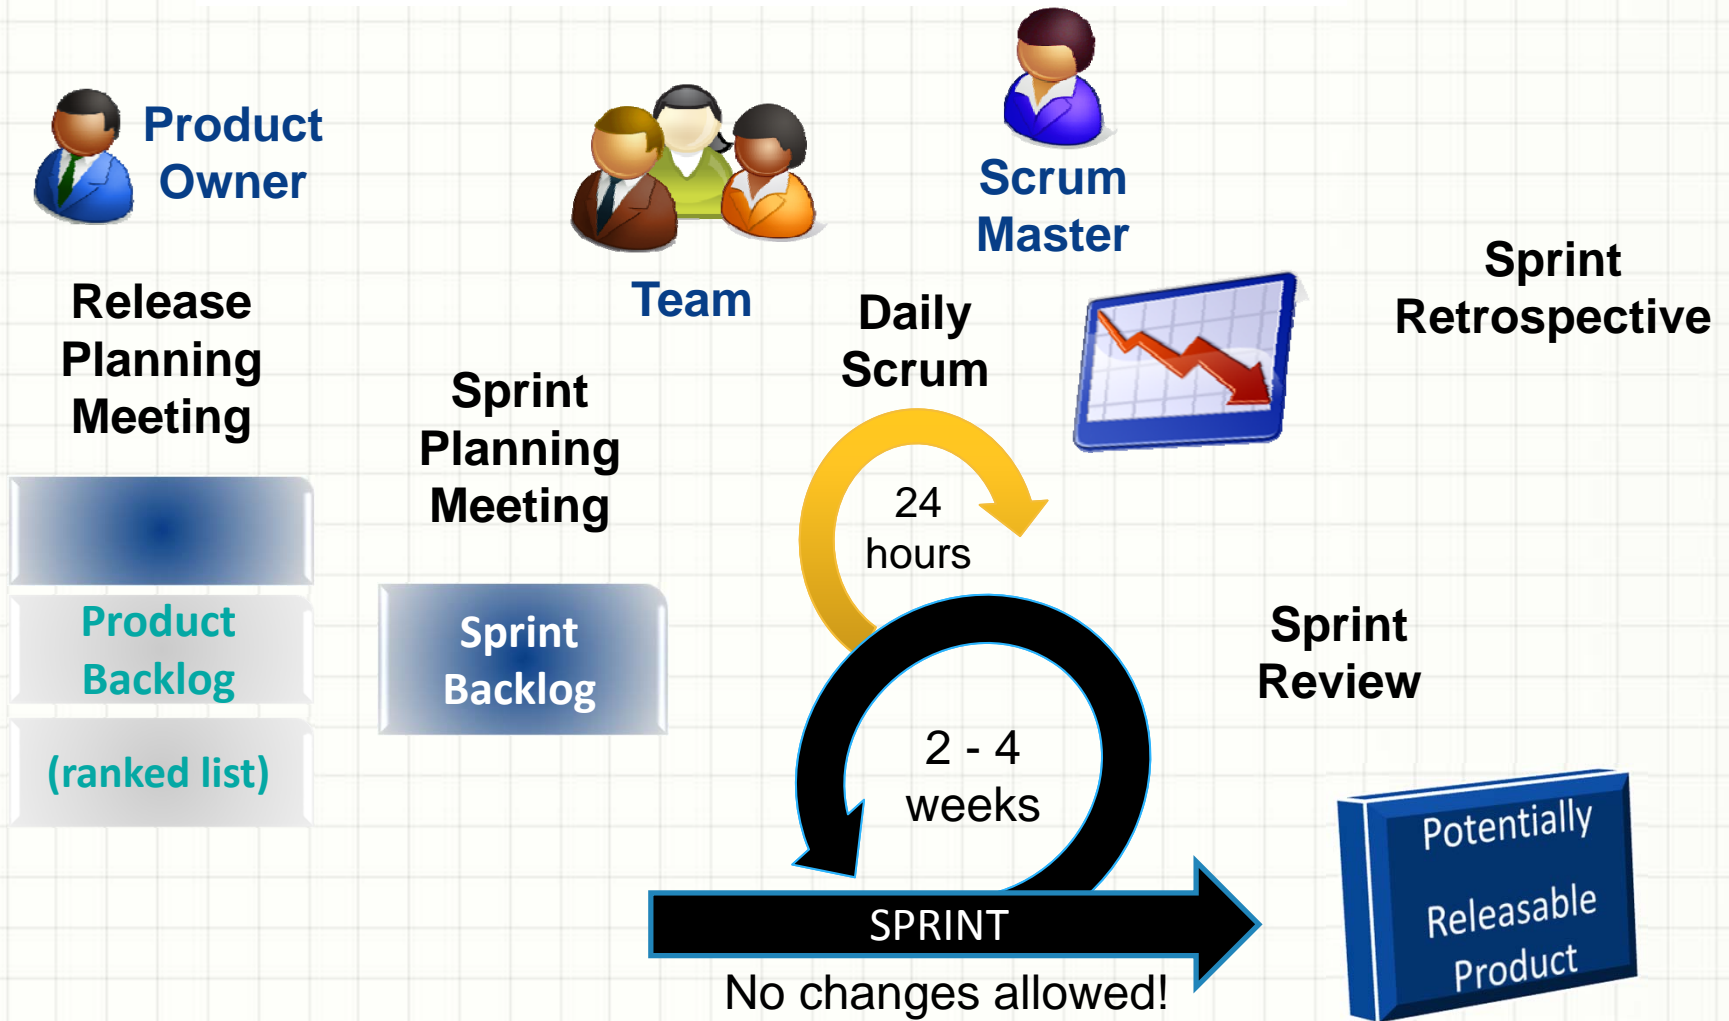 Product
Owner
Team
Scrum
Master
Release
Planning
Meeting
Sprint
Planning
Meeting
Daily
Scrum
Sprint
Retrospective
Product
Backlog
(ranked list)
Sprint
Backlog
24
hours
2 - 4
weeks
SPRINT
No changes allowed!
Sprint
Review
Potentially
Releasable
Product